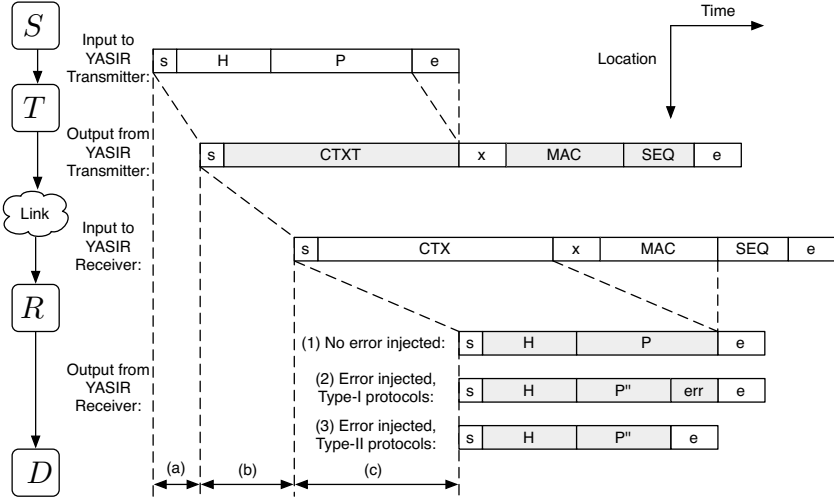 S
Input to
YASIR
Transmitter:
s H P e
Time
Location
T
Output from
YASIR
Transmitter:
s CTXT x MAC SEQ e
Link
Input to
YASIR
Receiver:
s CTX x MAC SEQ e
R
(1) No error injected:
s H P e
Output from
YASIR
Receiver:
(2) Error injected,
Type-I protocols:
s H P" err e
(3) Error injected,
Type-II protocols:
s H P" e
D
(a) (b) (c)